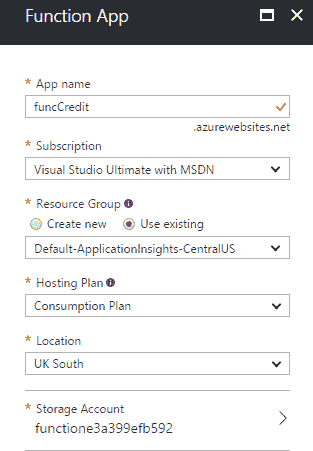 Function App
* App name
funcCredit
.azurewebsites.net
* Subscription
Visual Studio Ultimate with MSDN
* Resource Group
Create new Use existing
Default-ApplicationInsights-CentralUS
* Hosting Plan
Consumption Plan
* Location
UK South
* Storage Account
functione3a399efb592